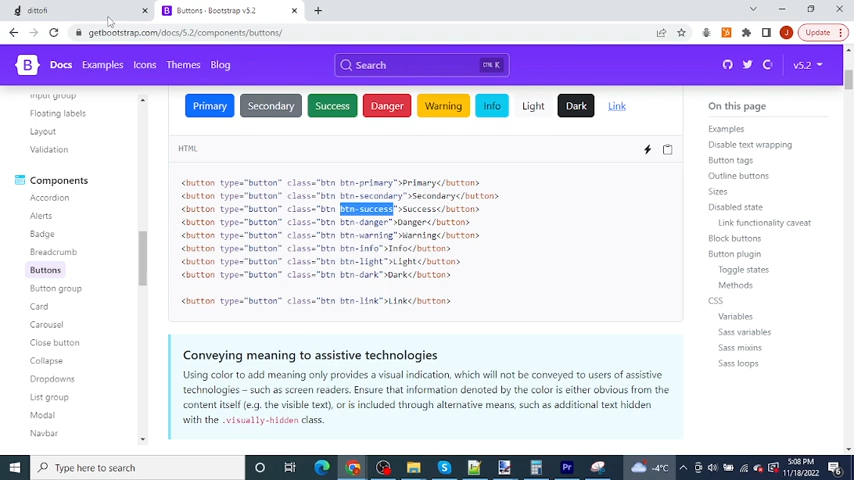 dittofi
Buttons · Bootstrap v5.2
getbootstrap.com/docs/5.2/components/buttons/
J
Update
B
Docs
Examples
Icons
Themes
Blog
Search
CTRL K
v5.2
Input group
Floating labels
Layout
Validation
Components
Accordion
Alerts
Badge
Breadcrumb
Buttons
Button group
Card
Carousel
Close button
Collapse
Dropdowns
List group
Modal
Navbar
Primary
Secondary
Success
Danger
Warning
Info
Light
Dark
Link
HTML
<button type="button" class="btn btn-primary">Primary</button>
<button type="button" class="btn btn-secondary">Secondary</button>
<button type="button" class="btn btn-success">Success</button>
<button type="button" class="btn btn-danger">Danger</button>
<button type="button" class="btn btn-warning">Warning</button>
<button type="button" class="btn btn-info">Info</button>
<button type="button" class="btn btn-light">Light</button>
<button type="button" class="btn btn-dark">Dark</button>
<button type="button" class="btn btn-link">Link</button>
Conveying meaning to assistive technologies
Using color to add meaning only provides a visual indication, which will not be conveyed to users of assistive
technologies – such as screen readers. Ensure that information denoted by the color is either obvious from the
content itself (e.g. the visible text), or is included through alternative means, such as additional text hidden
with the .visually-hidden class.
On this page
Examples
Disable text wrapping
Button tags
Outline buttons
Sizes
Disabled state
Link functionality caveat
Block buttons
Button plugin
Toggle states
Methods
CSS
Variables
Sass variables
Sass mixins
Sass loops
Type here to search
-4°C
5:08 PM
11/18/2022
6